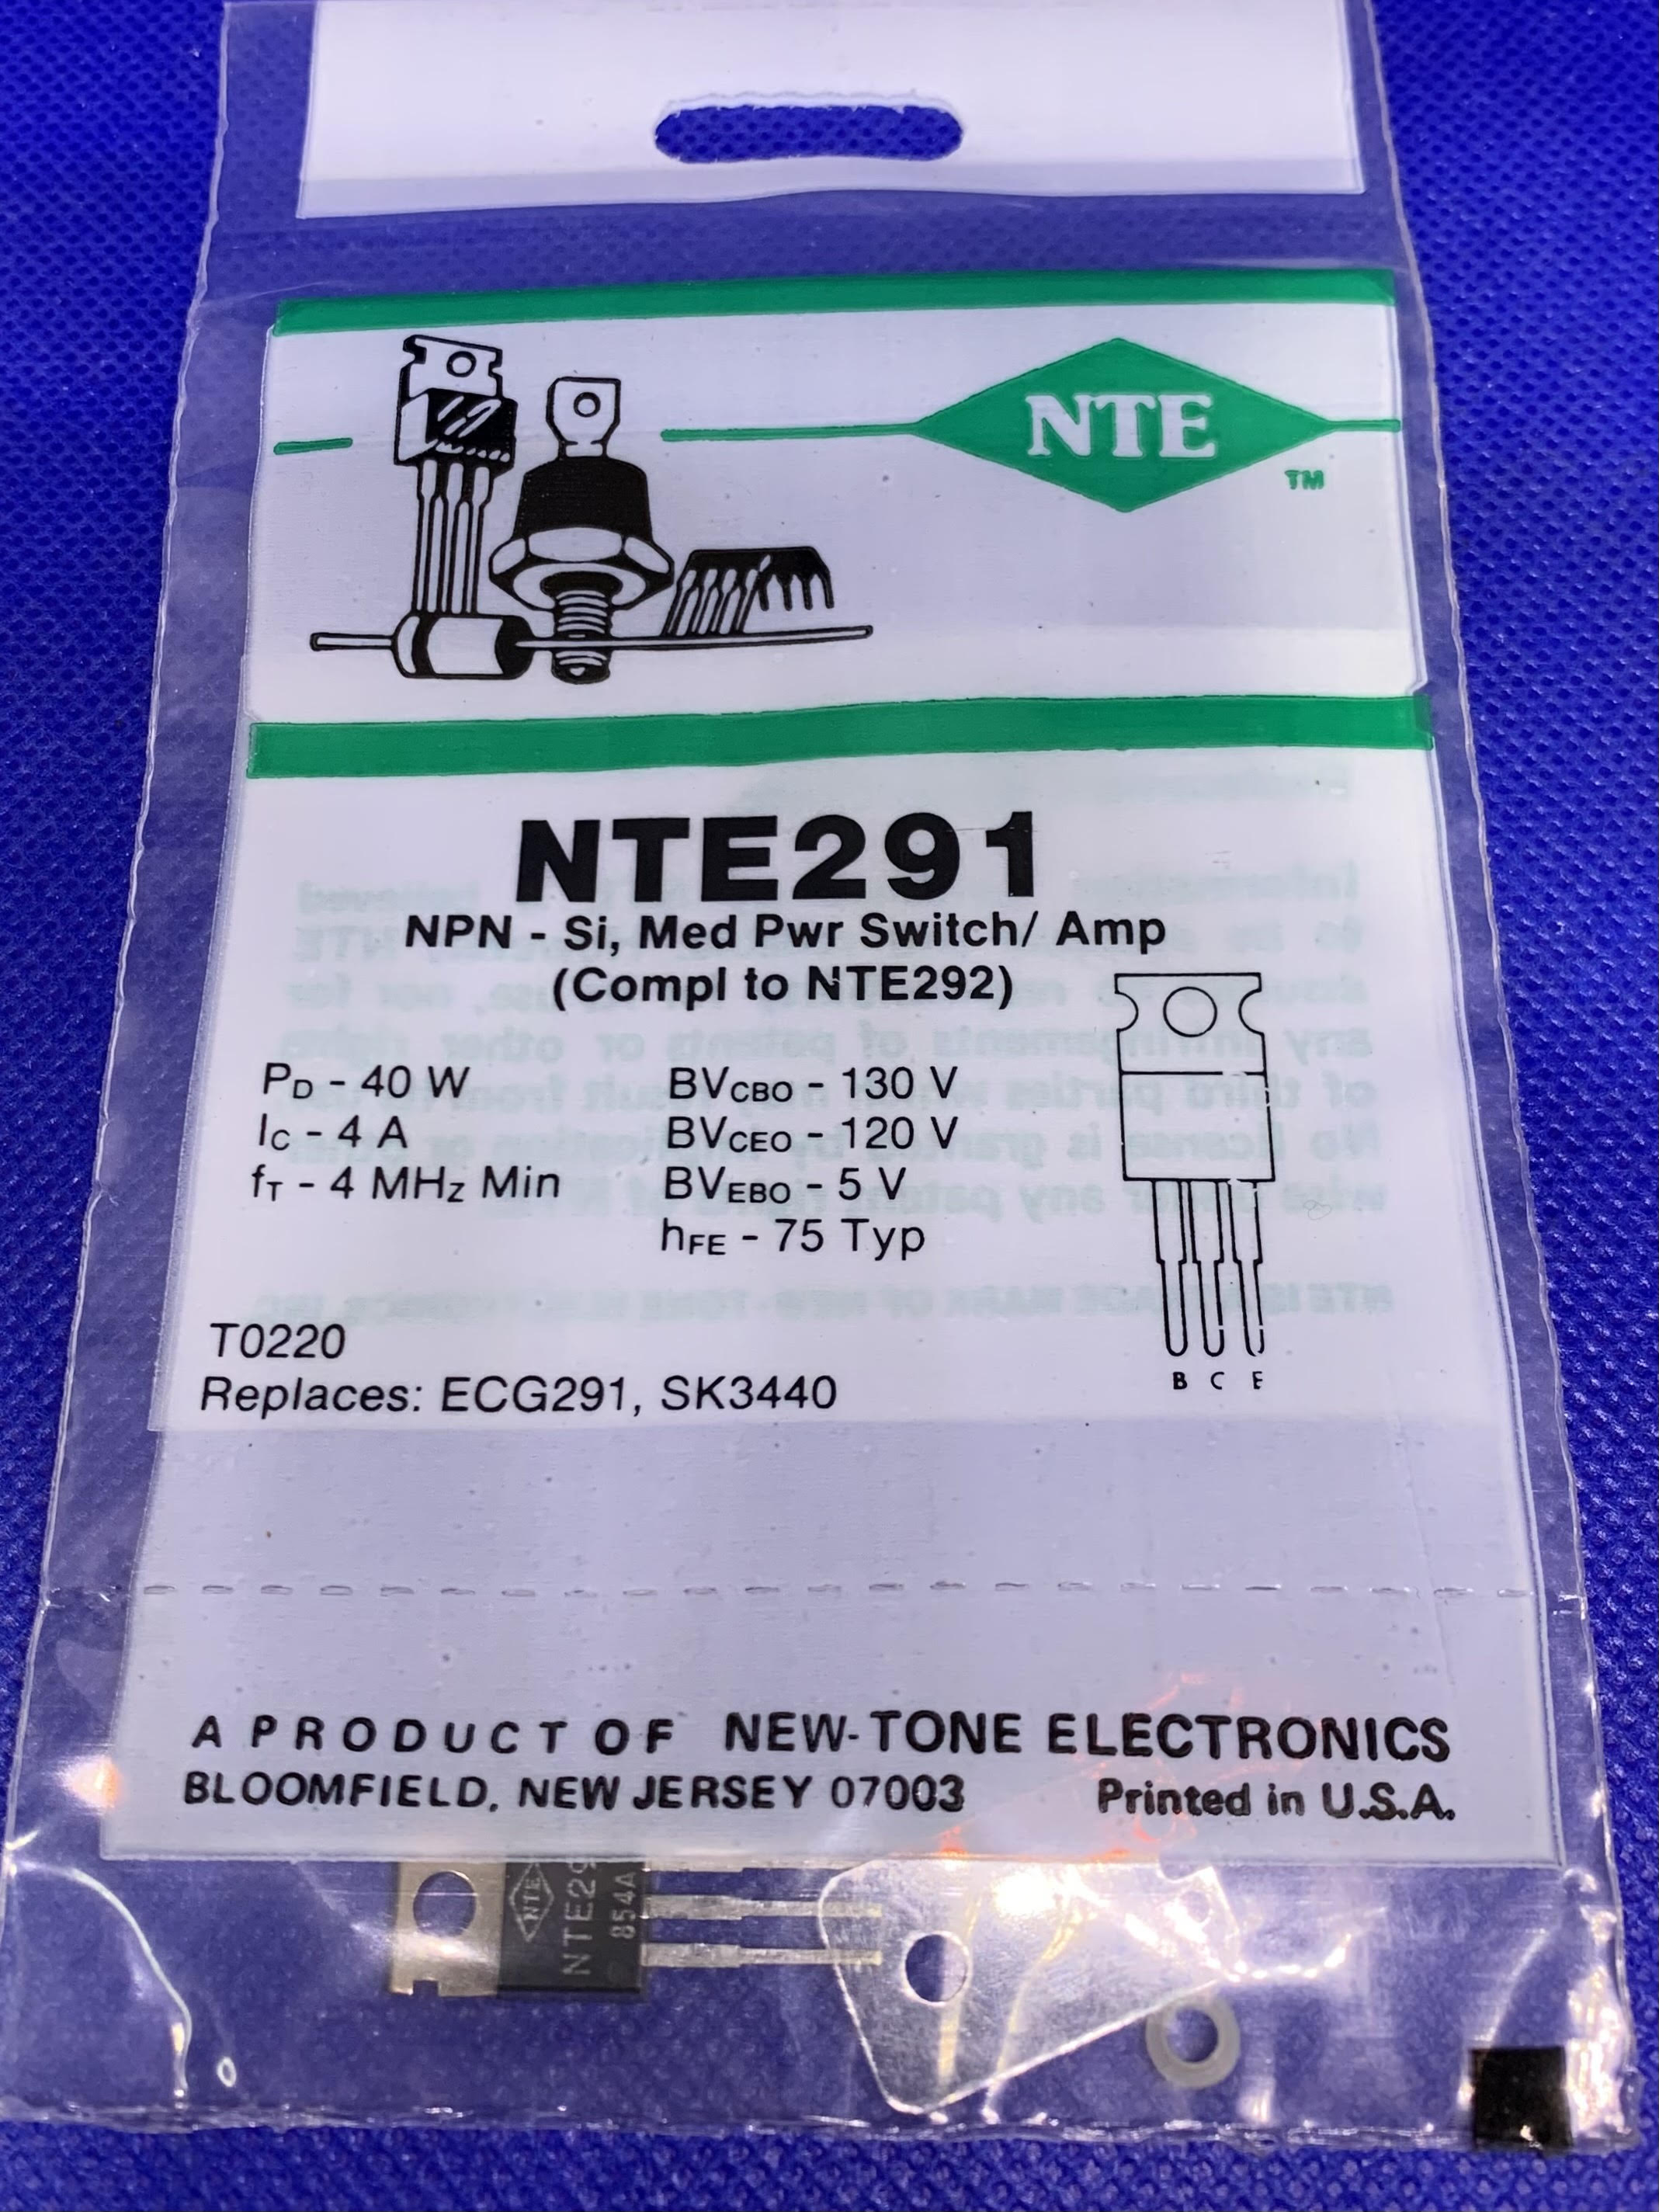 NTE
TM
NTE291
NPN - Si, Med Pwr Switch/ Amp
(Compl to NTE292)
PD - 40 W
IC - 4 A
fT - 4 MHz Min
BVCBO - 130 V
BVCEO - 120 V
BVEBO - 5 V
hFE - 75 Typ
B C E
T0220
Replaces: ECG291, SK3440
A PRODUCT OF NEW-TONE ELECTRONICS
BLOOMFIELD, NEW JERSEY 07003 Printed in U.S.A.
NTE
854A